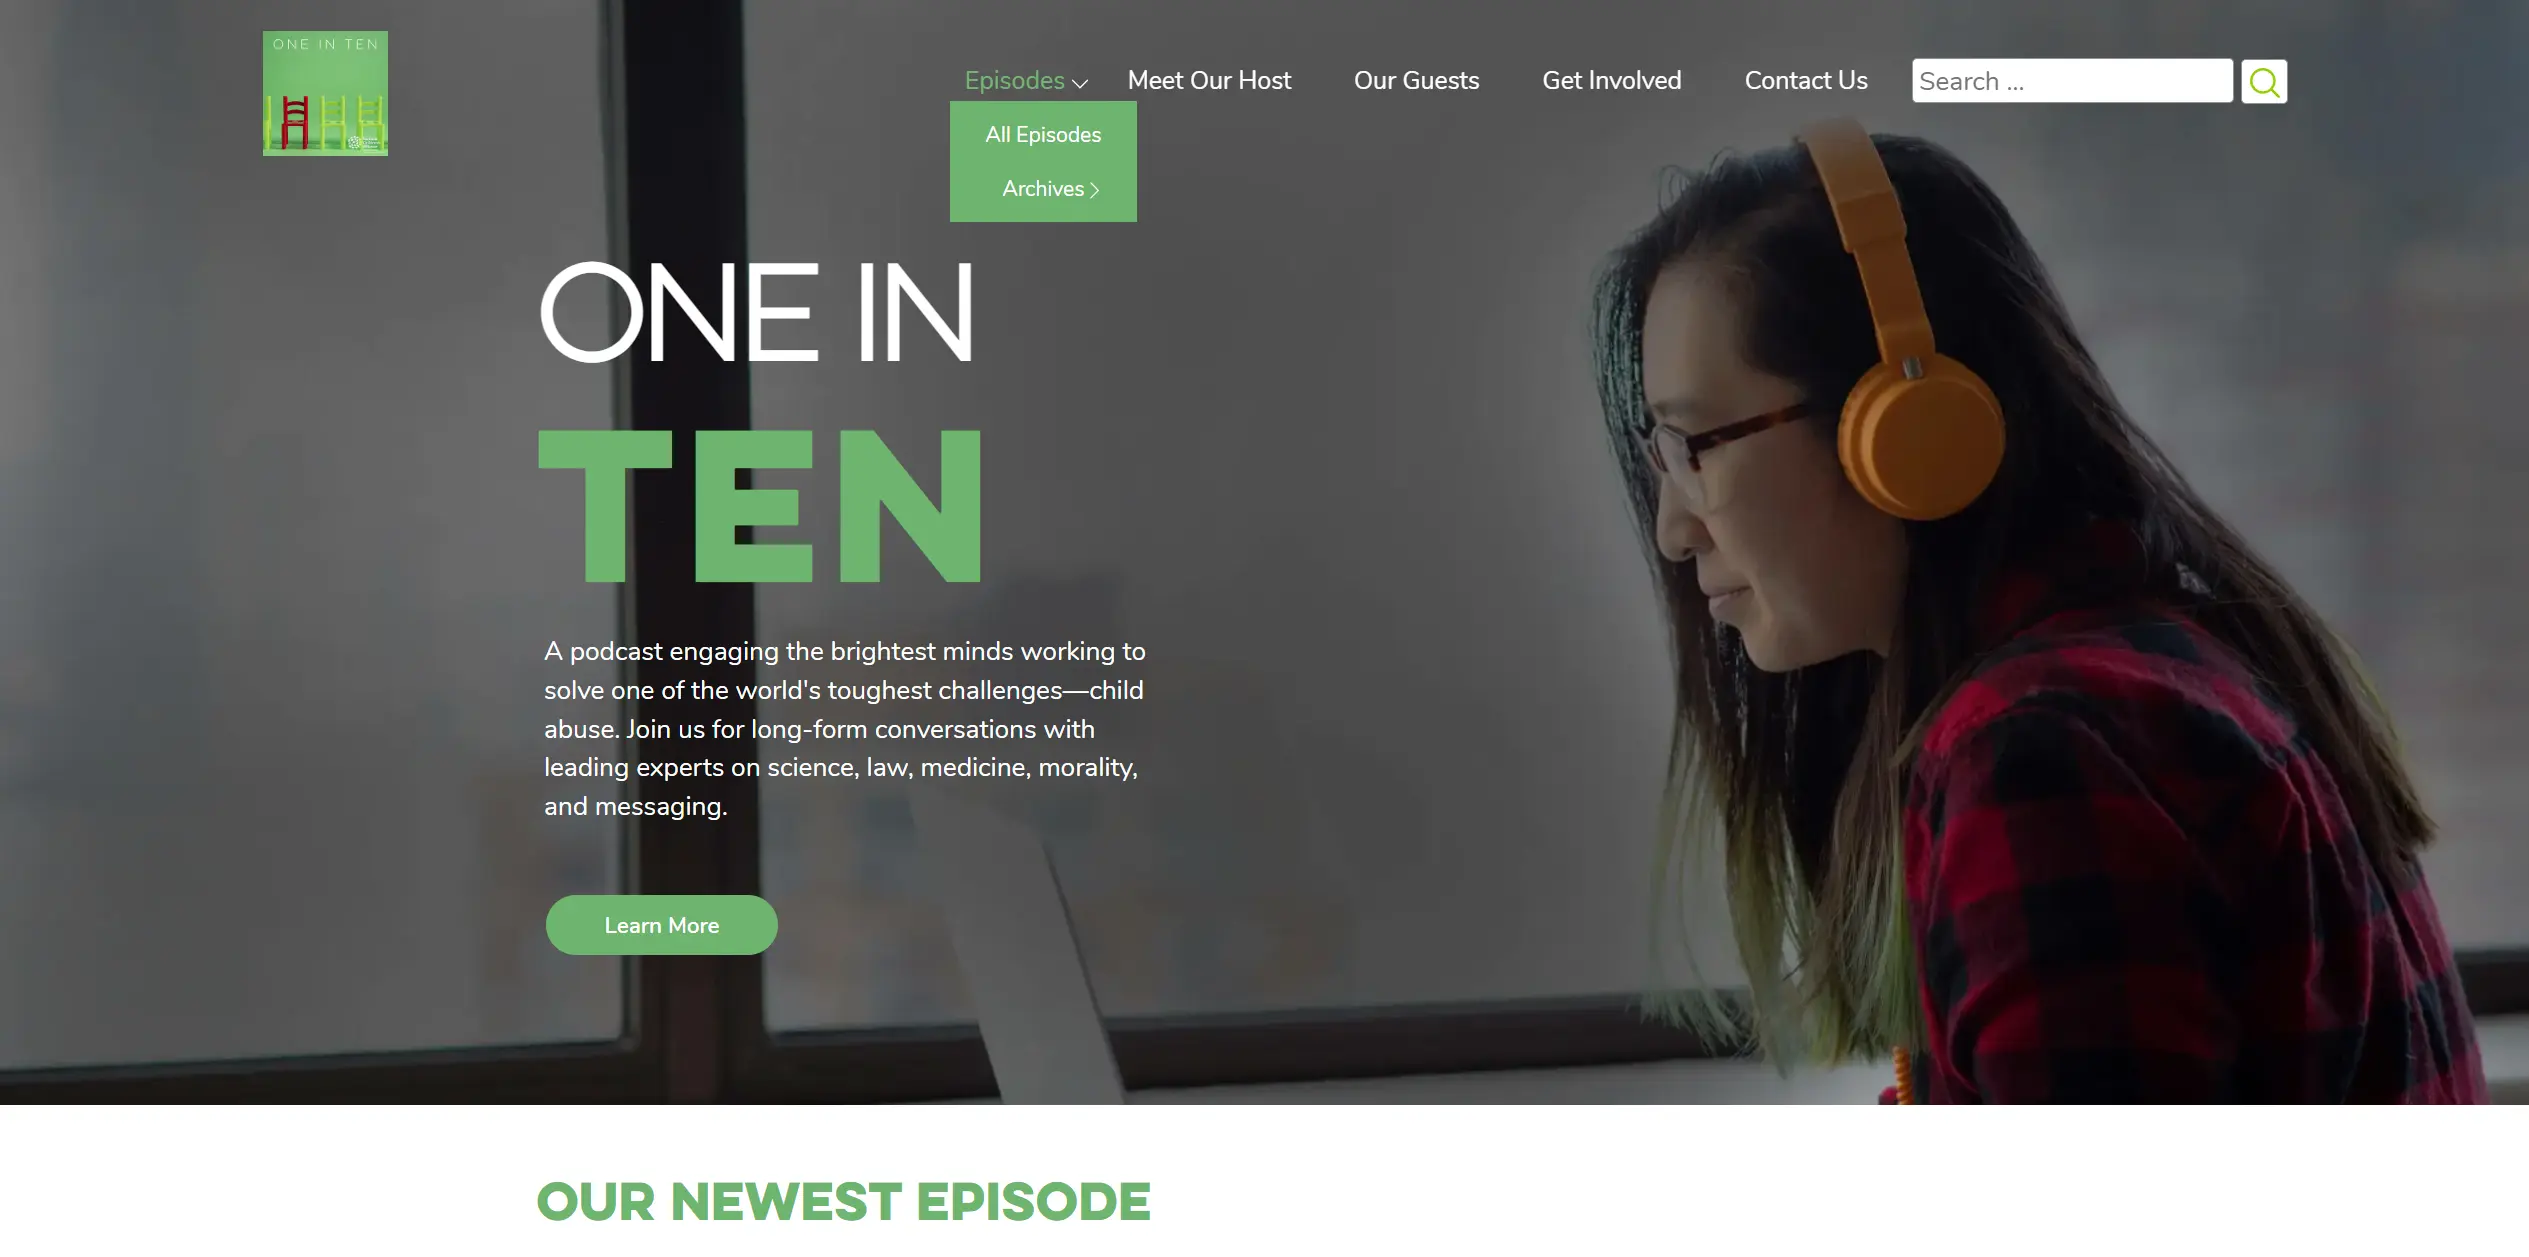 ONE IN TEN
Episodes
Meet Our Host
Our Guests
Get Involved
Contact Us
Search ...
All Episodes
Archives
ONE IN
TEN
A podcast engaging the brightest minds working to
solve one of the world's toughest challenges—child
abuse. Join us for long-form conversations with
leading experts on science, law, medicine, morality,
and messaging.
Learn More
OUR NEWEST EPISODE